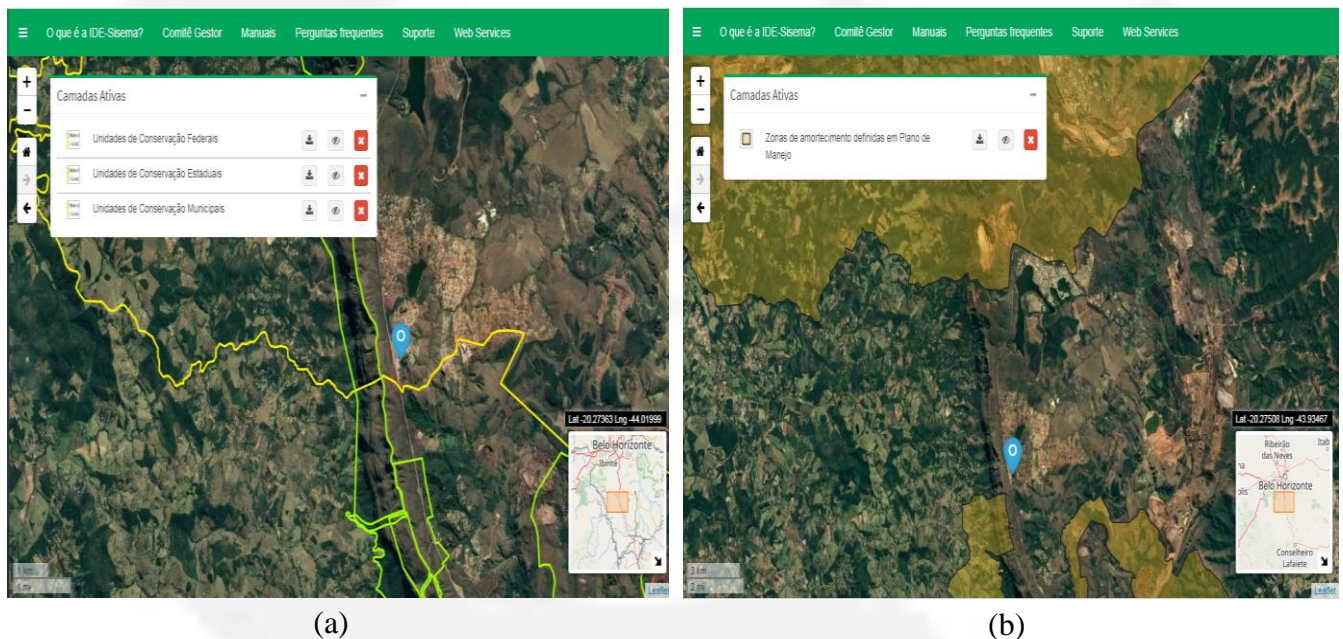 ☰ O que é a IDE-Sisema? Comitê Gestor Manuais Perguntas frequentes Suporte Web Services
+
−
Camadas Ativas −
Unidades de Conservação Federais
Unidades de Conservação Estaduais
Unidades de Conservação Municipais
Lat -20.27363 Lng -44.01999
Belo Horizonte
Ibirité
1 km
1 mi
Leaflet
(a)
☰ O que é a IDE-Sisema? Comitê Gestor Manuais Perguntas frequentes Suporte Web Services
+
−
Camadas Ativas −
Zonas de amortecimento definidas em Plano de
Manejo
Lat -20.27508 Lng -43.93467
Ribeirão
das Neves
Itab
Belo Horizonte
Conselheiro
Lafaiete
3 km
2 mi
Leaflet
(b)